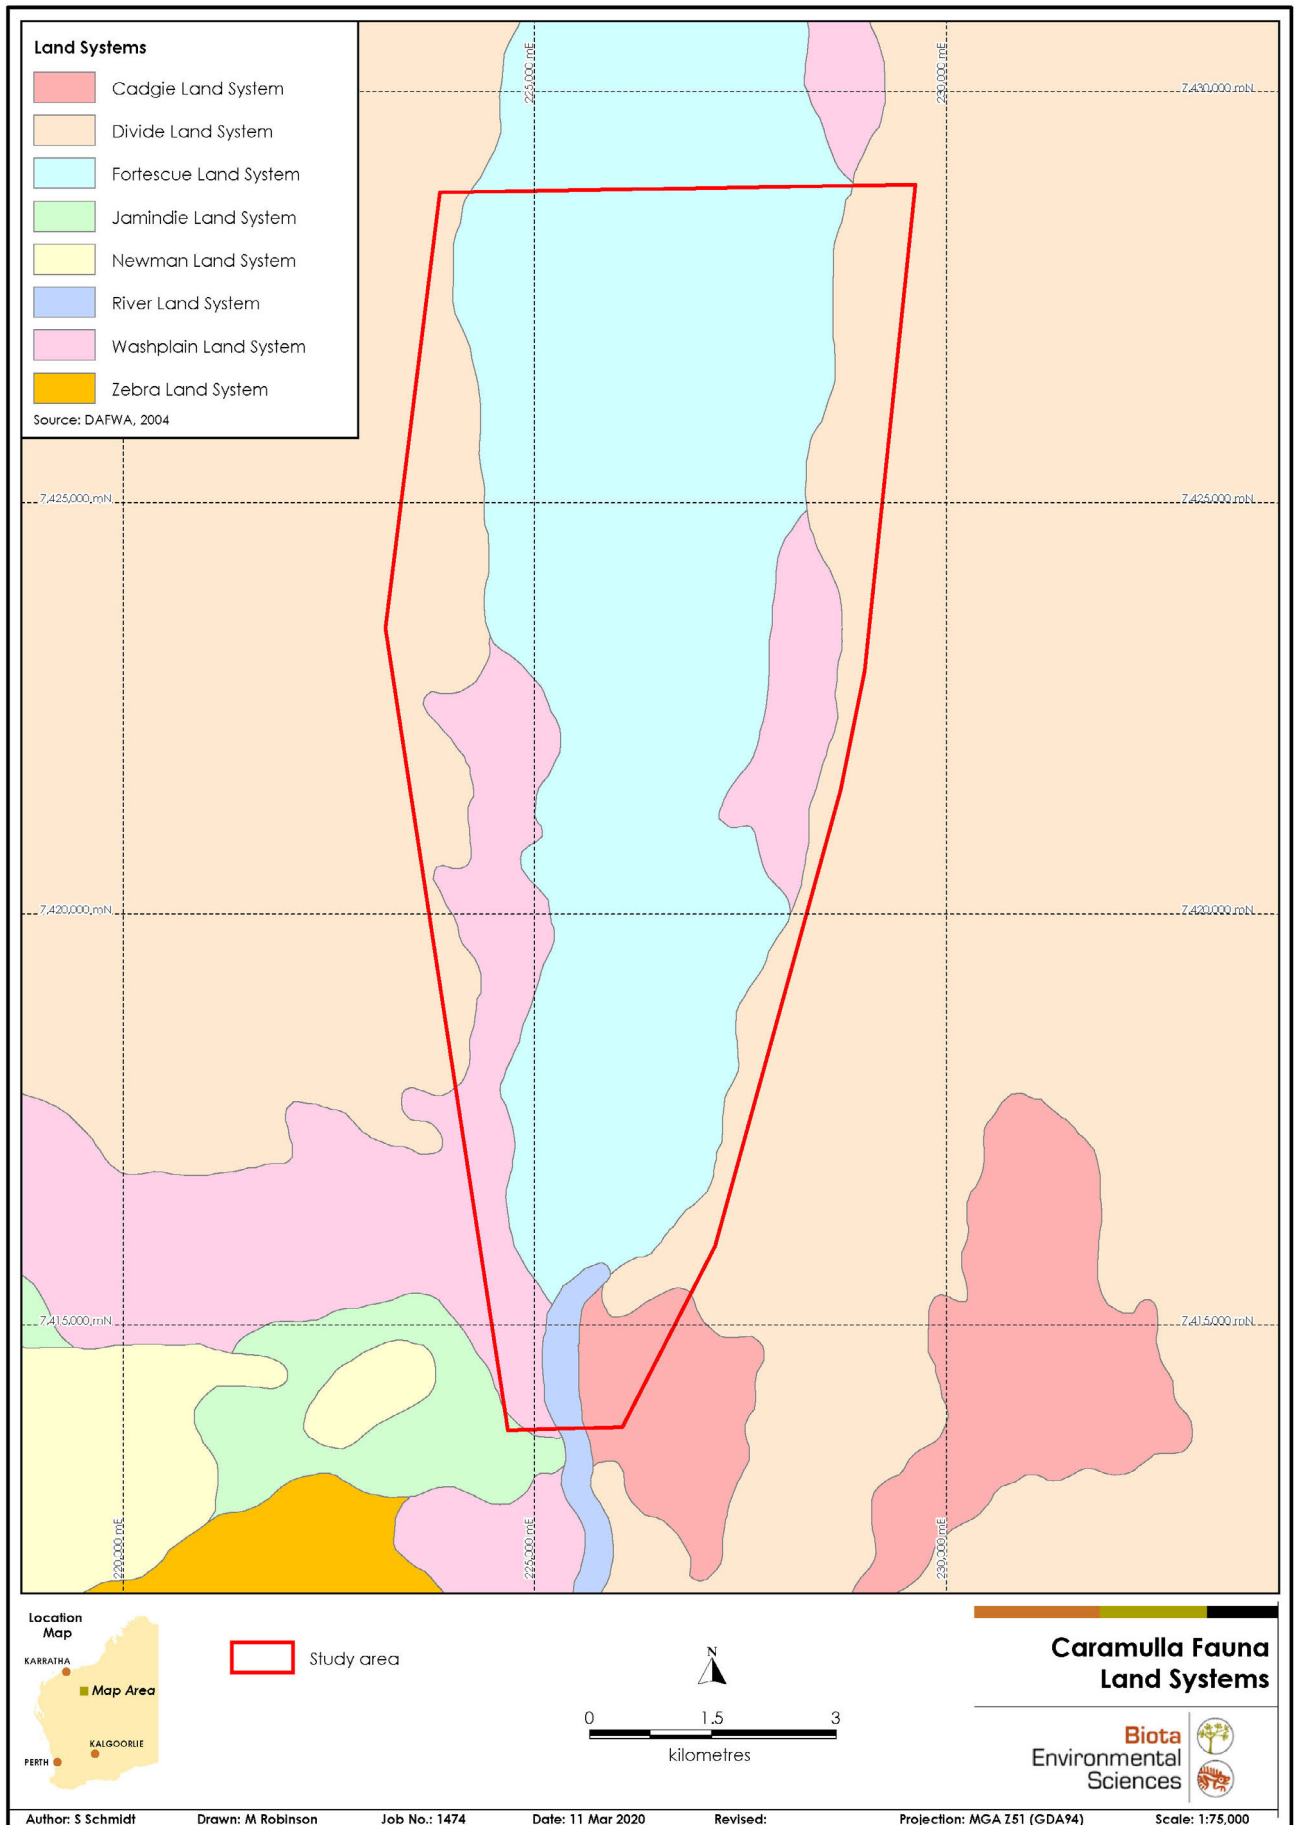 Land Systems
Cadgie Land System
Divide Land System
Fortescue Land System
Jamindie Land System
Newman Land System
River Land System
Washplain Land System
Zebra Land System
Source: DAFWA, 2004
225,000 mE
230,000 mE
7,430,000 mN
7,425,000 mN
7,425,000 mN
7,420,000 mN
7,420,000 mN
7,415,000 mN
7,415,000 mN
220,000 mE
225,000 mE
230,000 mE
Location
Map
KARRATHA
Map Area
KALGOORLIE
PERTH
Study area
N
0 1.5 3
kilometres
Caramulla Fauna
Land Systems
Biota
Environmental
Sciences
Author: S Schmidt Drawn: M Robinson Job No.: 1474 Date: 11 Mar 2020 Revised: Projection: MGA Z51 (GDA94) Scale: 1:75,000